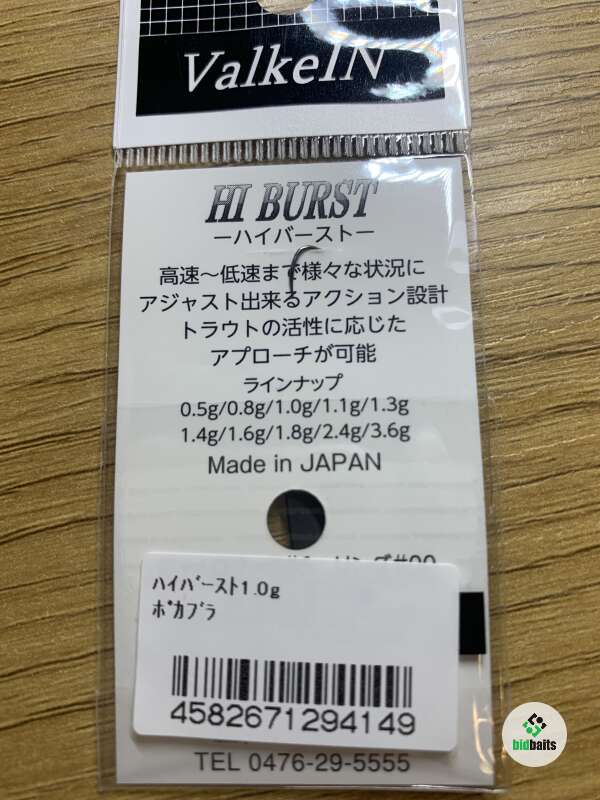 ValkeIN
HI BURST
ーハイバーストー
高速～低速まで様々な状況に
アジャスト出来るアクション設計
トラウトの活性に応じた
アプローチが可能
ラインナップ
0.5g/0.8g/1.0g/1.1g/1.3g
1.4g/1.6g/1.8g/2.4g/3.6g
Made in JAPAN
ﾊｲﾊﾞｰｽﾄ1.0g
ﾎﾟｶﾌﾞﾗ
4582671294149
TEL 0476-29-5555
bidbaits